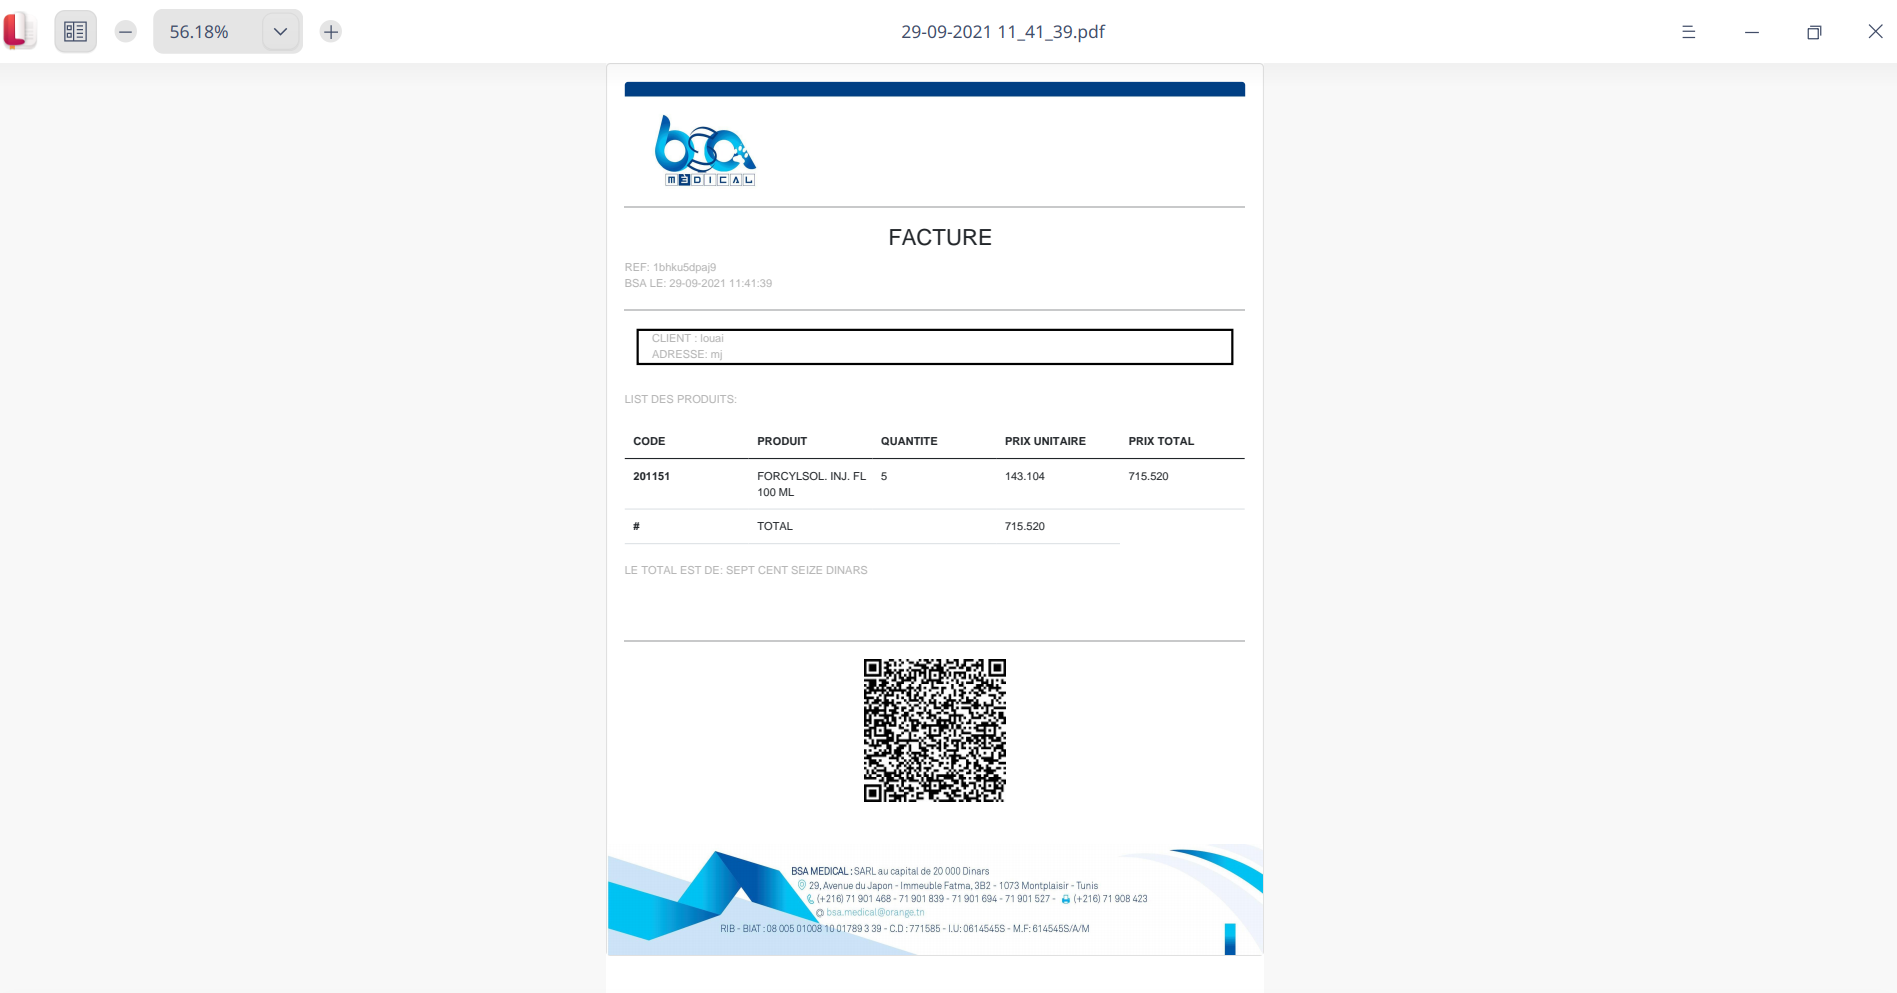 56.18%
29-09-2021 11_41_39.pdf
bsa
MEDICAL
FACTURE
REF: 1bhku5dpaj9
BSA LE: 29-09-2021 11:41:39
CLIENT : louai
ADRESSE: mj
LIST DES PRODUITS:
CODE PRODUIT QUANTITE PRIX UNITAIRE PRIX TOTAL
201151 FORCYLSOL. INJ. FL 5 143.104 715.520
100 ML
# TOTAL 715.520
LE TOTAL EST DE: SEPT CENT SEIZE DINARS
BSA MEDICAL : SARL au capital de 20 000 Dinars
29, Avenue du Japon - Immeuble Fatma, 3B2 - 1073 Montplaisir - Tunis
(+216) 71 901 468 - 71 901 839 - 71 901 694 - 71 901 527 - (+216) 71 908 423
@ bsa.medical@orange.tn
RIB - BIAT : 08 005 01008 10 01789 3 39 - C.D : 771585 - I.U: 0614545S - M.F: 614545S/A/M